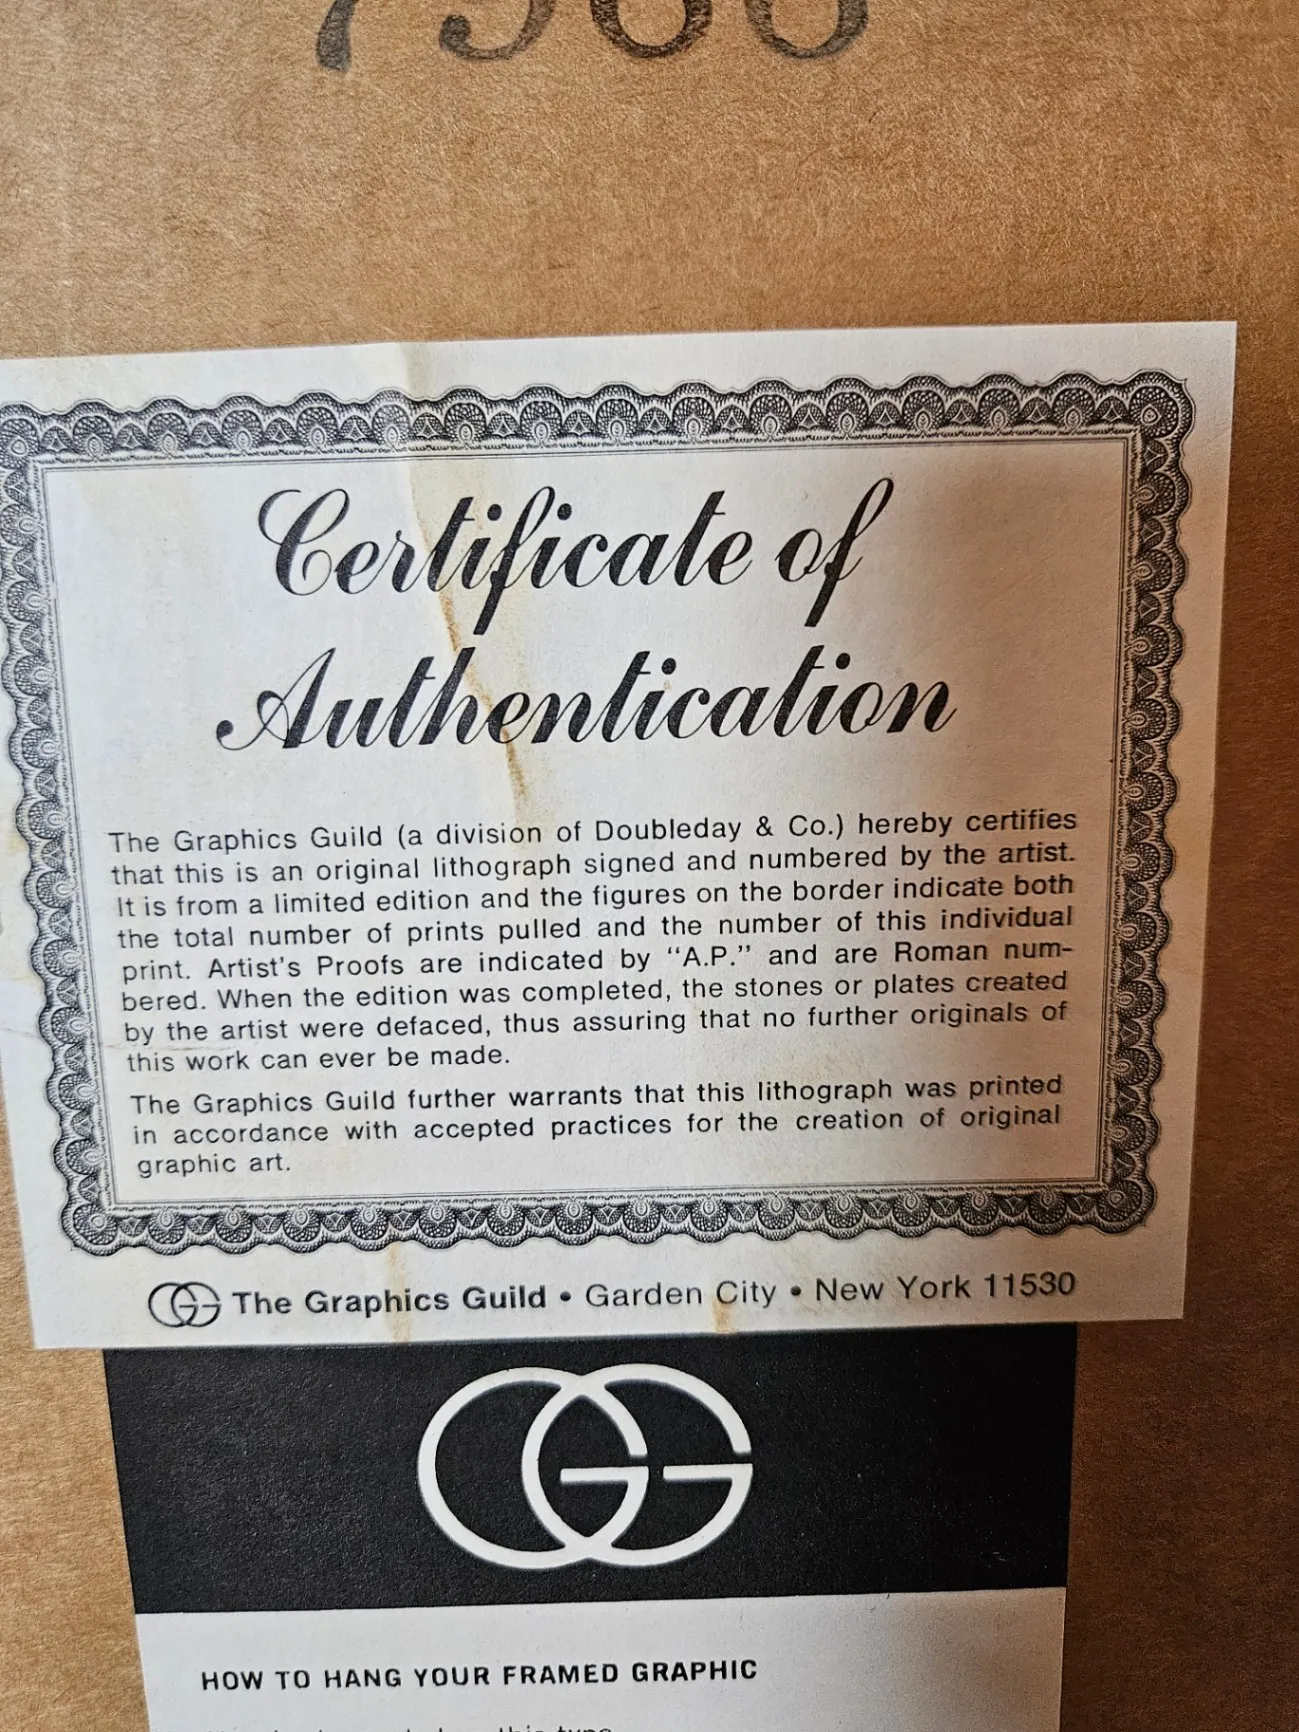 Certificate of
Authentication
The Graphics Guild (a division of Doubleday & Co.) hereby certifies
that this is an original lithograph signed and numbered by the artist.
It is from a limited edition and the figures on the border indicate both
the total number of prints pulled and the number of this individual
print. Artist's Proofs are indicated by “A.P.” and are Roman num-
bered. When the edition was completed, the stones or plates created
by the artist were defaced, thus assuring that no further originals of
this work can ever be made.
The Graphics Guild further warrants that this lithograph was printed
in accordance with accepted practices for the creation of original
graphic art.
GG The Graphics Guild • Garden City • New York 11530
GG
HOW TO HANG YOUR FRAMED GRAPHIC
this type